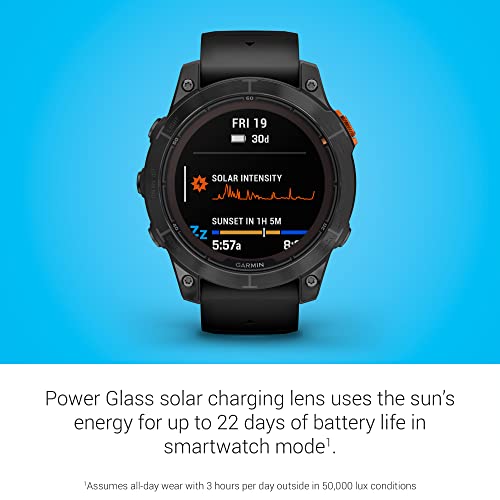 60
FRI 19
30d
SOLAR INTENSITY
SUNSET IN 1H 5M
5:57a 8:
GARMIN
Power Glass solar charging lens uses the sun's
energy for up to 22 days of battery life in
smartwatch mode¹.
¹Assumes all-day wear with 3 hours per day outside in 50,000 lux conditions